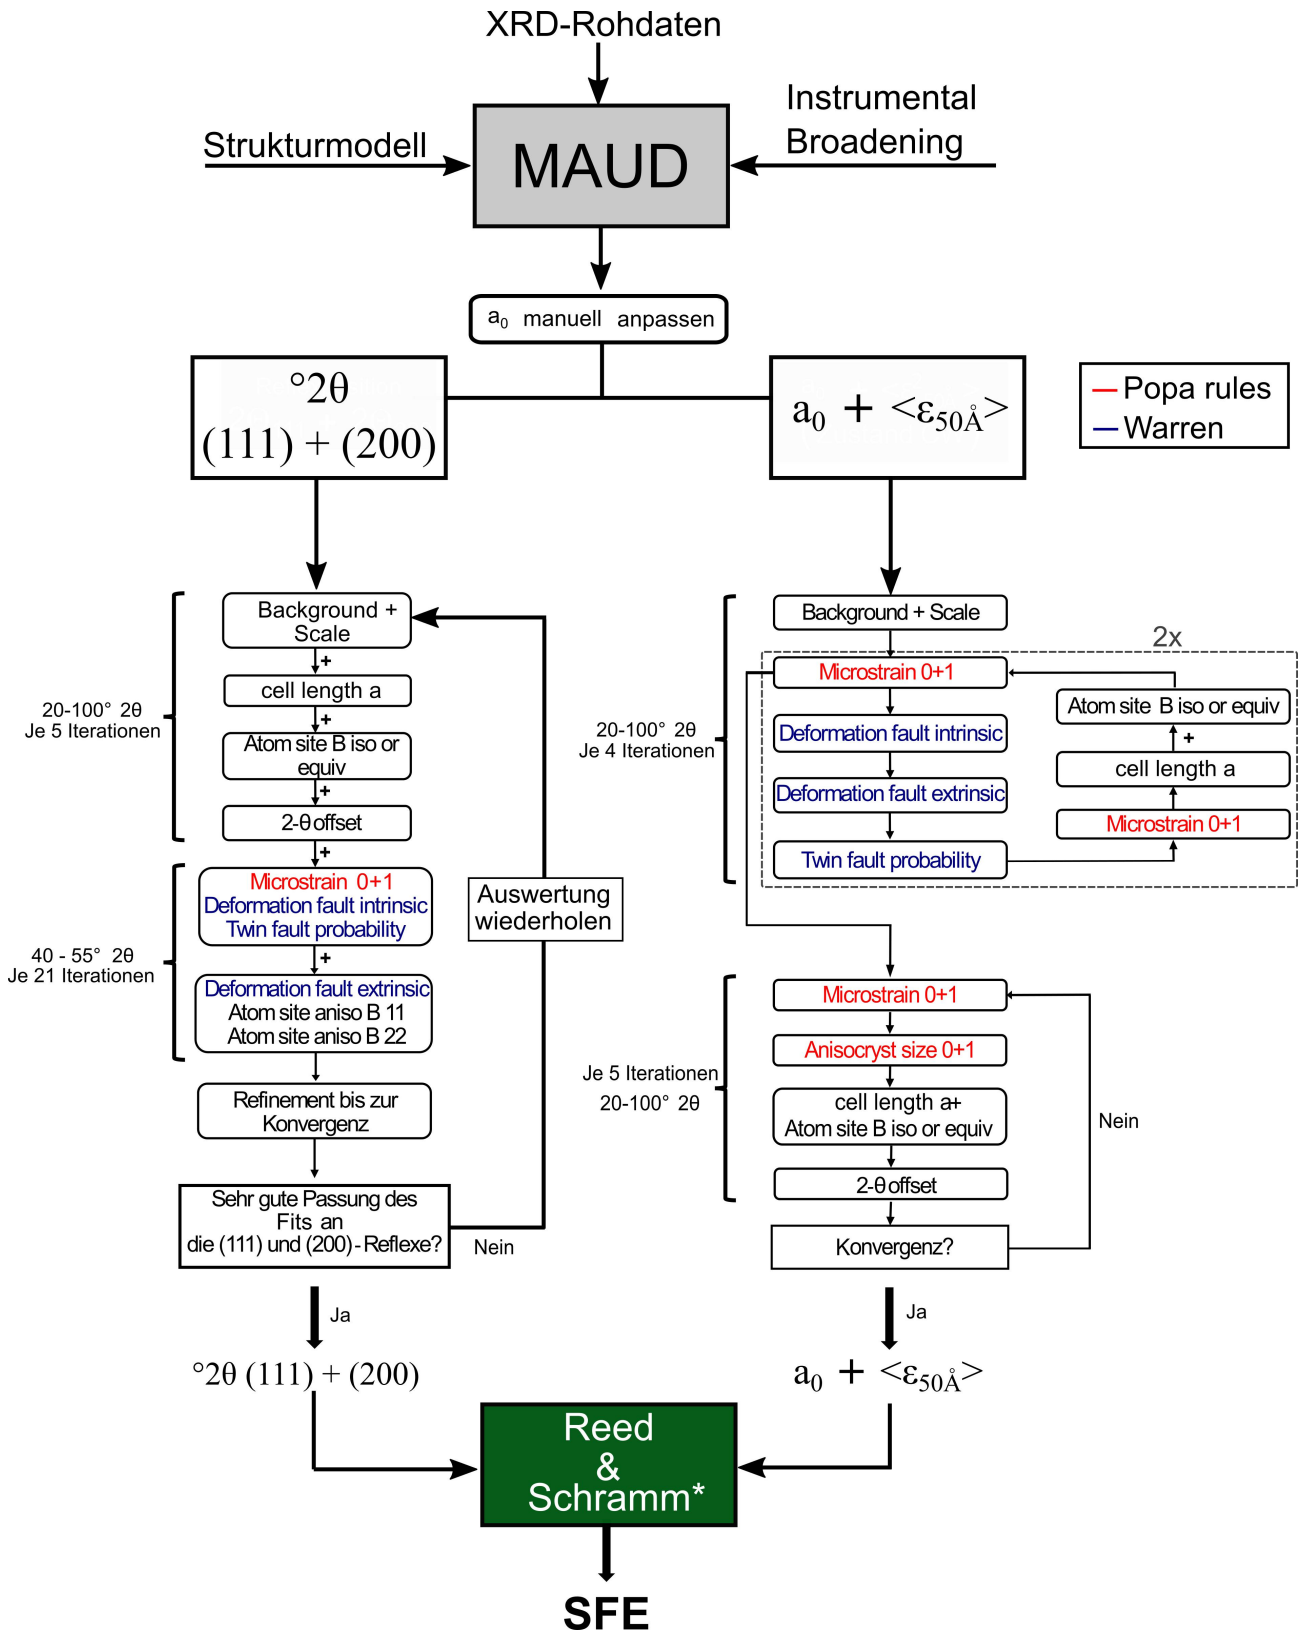 XRD-Rohdaten
Strukturmodell
Instrumental
Broadening
MAUD
a0 manuell anpassen
°2θ
(111) + (200)
a0 + <ε50Å>
Popa rules
Warren
20-100° 2θ
Je 5 Iterationen
Background +
Scale
+
cell length a
+
Atom site B iso or
equiv
+
2-θ offset
+
40 - 55° 2θ
Je 21 Iterationen
Microstrain 0+1
Deformation fault intrinsic
Twin fault probability
+
Deformation fault extrinsic
Atom site aniso B 11
Atom site aniso B 22
Refinement bis zur
Konvergenz
Sehr gute Passung des
Fits an
die (111) und (200)-Reflexe?
Nein
Auswertung
wiederholen
Ja
°2θ (111) + (200)
20-100° 2θ
Je 4 Iterationen
Background + Scale
2x
Microstrain 0+1
Deformation fault intrinsic
Deformation fault extrinsic
Twin fault probability
Atom site B iso or equiv
+
cell length a
Microstrain 0+1
Je 5 Iterationen
20-100° 2θ
Microstrain 0+1
Anisocryst size 0+1
cell length a+
Atom site B iso or equiv
2-θ offset
Konvergenz?
Nein
Ja
a0 + <ε50Å>
Reed
&
Schramm*
SFE